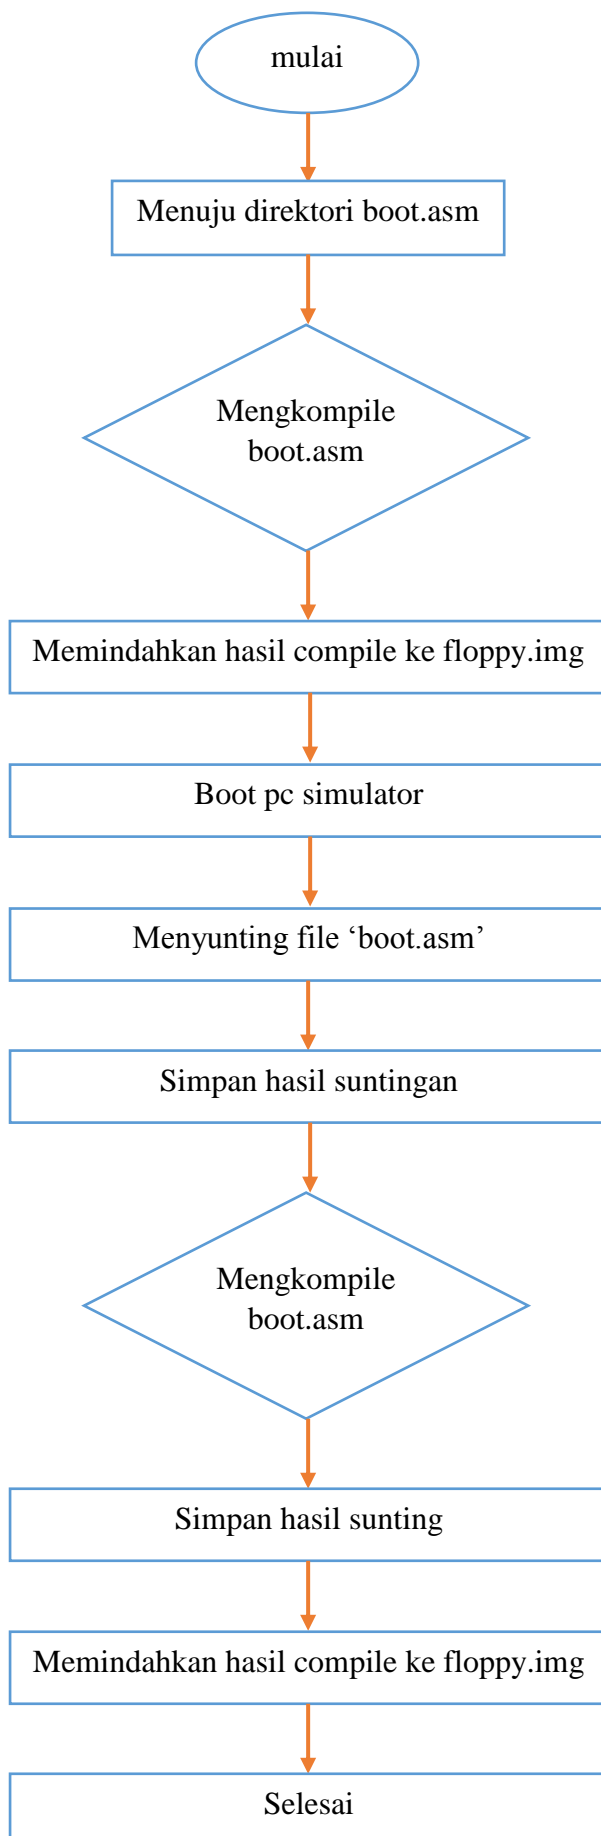 mulai
Menuju direktori boot.asm
Mengkompile
boot.asm
Memindahkan hasil compile ke floppy.img
Boot pc simulator
Menyunting file ‘boot.asm’
Simpan hasil suntingan
Mengkompile
boot.asm
Simpan hasil sunting
Memindahkan hasil compile ke floppy.img
Selesai